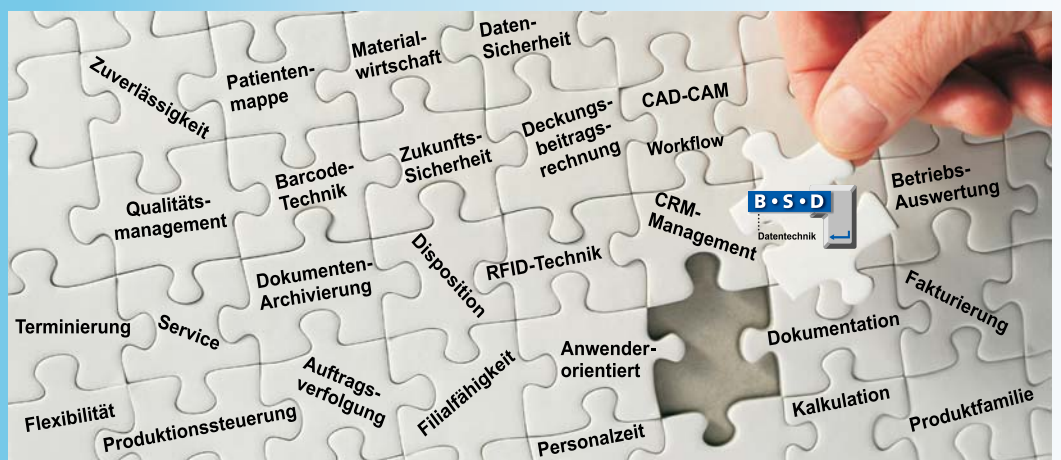 Zuverlässigkeit
Patienten-
mappe
Material-
wirtschaft
Daten-
Sicherheit
CAD-CAM
Deckungs-
beitrags-
rechnung
Workflow
Zukunfts-
Sicherheit
Barcode-
Technik
Qualitäts-
management
CRM-
Management
B•S•D
Datentechnik
Betriebs-
Auswertung
Disposition
RFID-Technik
Dokumenten-
Archivierung
Fakturierung
Terminierung
Service
Dokumentation
Anwender-
orientiert
Auftrags-
verfolgung
Filialfähigkeit
Flexibilität
Produktionssteuerung
Personalzeit
Kalkulation
Produktfamilie